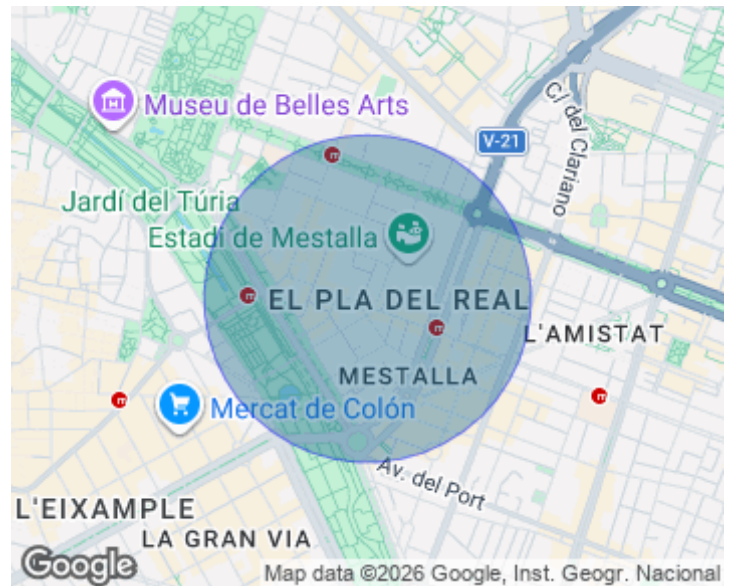 Museu de Belles Arts
V-21
C/ del Clariano
Jardí del Túria
Estadi de Mestalla
EL PLA DEL REAL
L'AMISTAT
MESTALLA
Mercat de Colón
Av. del Port
L'EIXAMPLE
LA GRAN VIA
Google
Map data ©2026 Google, Inst. Geogr. Nacional